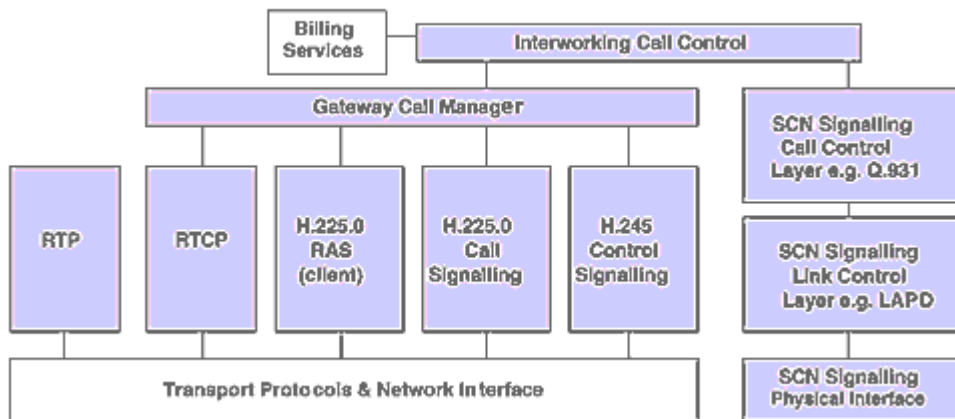 Billing
Services
Interworking Call Control
Gateway Call Manager
SCN Signalling
Call Control
Layer e.g. Q.931
RTP
RTCP
H.225.0
RAS
(client)
H.225.0
Call
Signalling
H.245
Control
Signalling
SCN Signalling
Link Control
Layer e.g. LAPD
Transport Protocols & Network Interface
SCN Signalling
Physical Interface